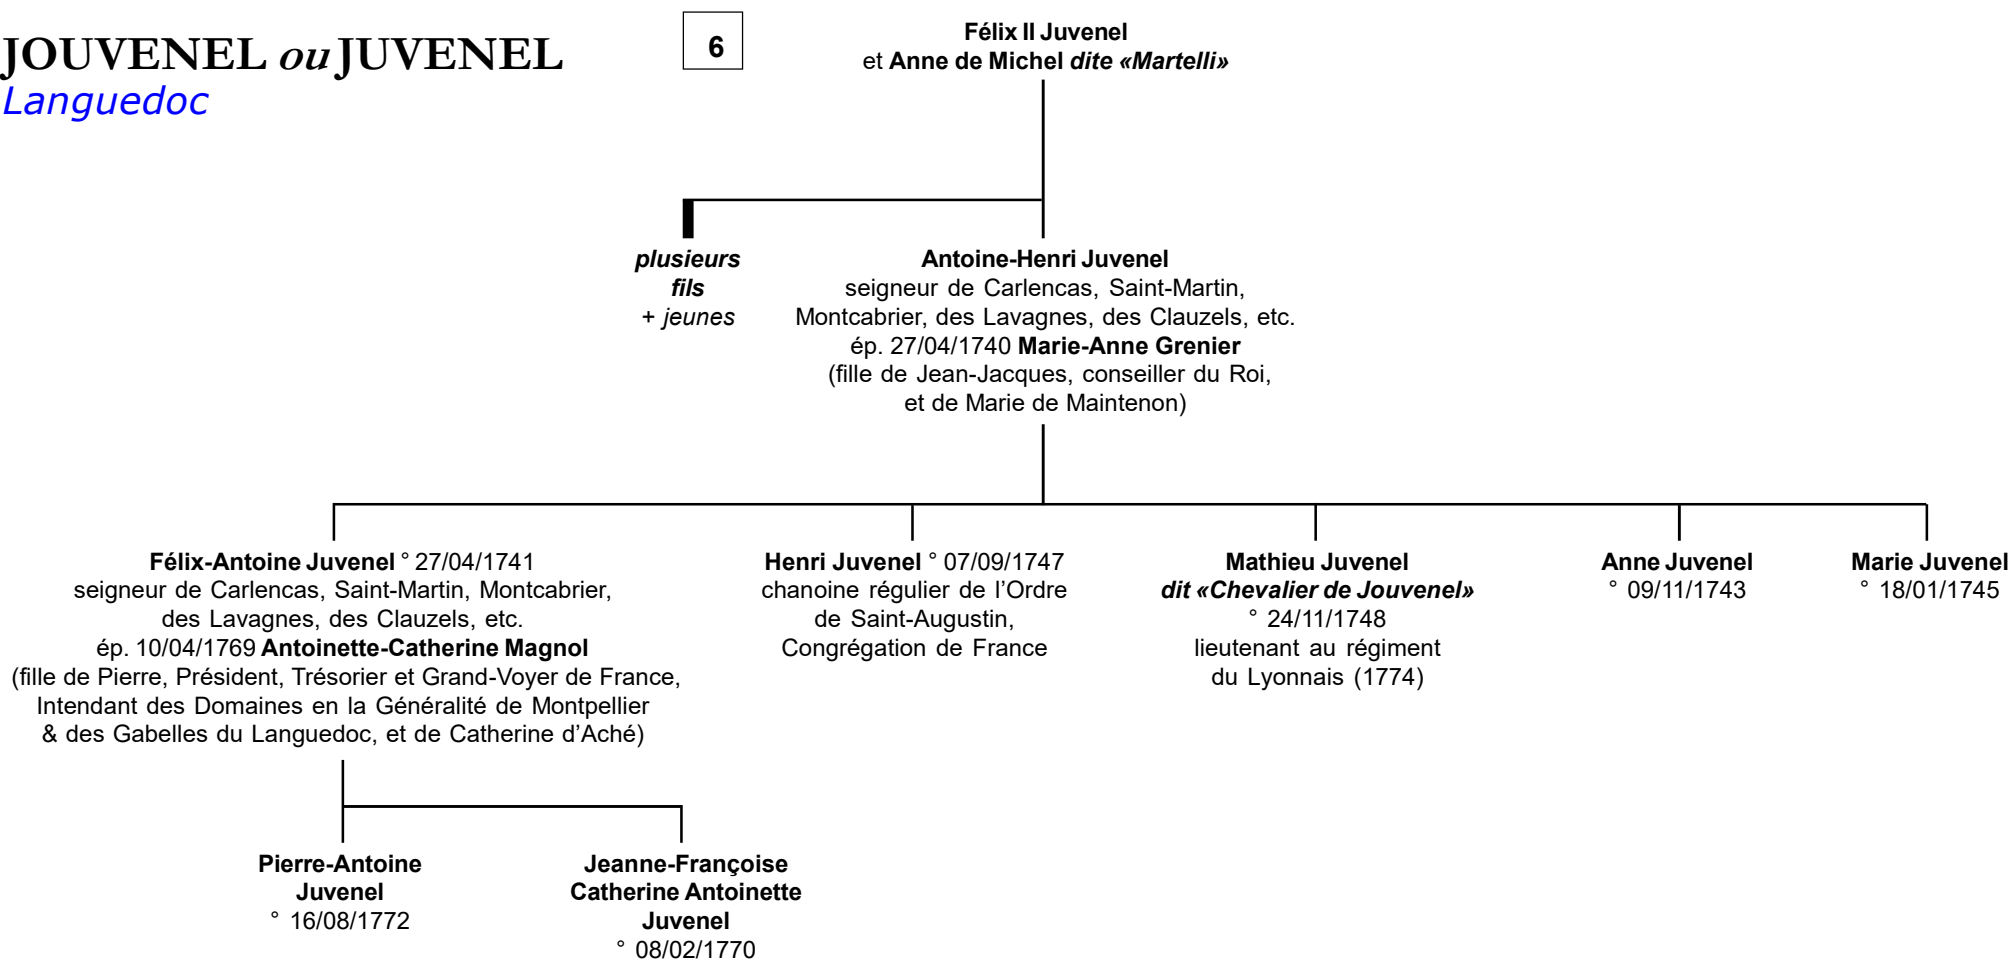 JOUVENEL ou JUVENEL
Languedoc
6
Félix II Juvenel
et Anne de Michel dite «Martelli»
plusieurs
fils
+ jeunes
Antoine-Henri Juvenel
seigneur de Carlencas, Saint-Martin,
Montcabrier, des Lavagnes, des Clauzels, etc.
ép. 27/04/1740 Marie-Anne Grenier
(fille de Jean-Jacques, conseiller du Roi,
et de Marie de Maintenon)
Félix-Antoine Juvenel ° 27/04/1741
seigneur de Carlencas, Saint-Martin, Montcabrier,
des Lavagnes, des Clauzels, etc.
ép. 10/04/1769 Antoinette-Catherine Magnol
(fille de Pierre, Président, Trésorier et Grand-Voyer de France,
Intendant des Domaines en la Généralité de Montpellier
& des Gabelles du Languedoc, et de Catherine d'Aché)
Henri Juvenel ° 07/09/1747
chanoine régulier de l'Ordre
de Saint-Augustin,
Congrégation de France
Mathieu Juvenel
dit «Chevalier de Jouvenel»
° 24/11/1748
lieutenant au régiment
du Lyonnais (1774)
Anne Juvenel
° 09/11/1743
Marie Juvenel
° 18/01/1745
Pierre-Antoine
Juvenel
° 16/08/1772
Jeanne-Françoise
Catherine Antoinette
Juvenel
° 08/02/1770